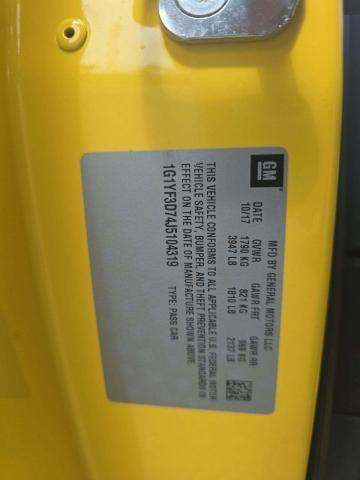 GM
MFD BY GENERAL MOTORS LLC
DATE GVWR GAWR FRT GAWR RR
10/17 1790 KG 821 KG 969 KG
3947 LB 1810 LB 2137 LB
THIS VEHICLE CONFORMS TO ALL APPLICABLE U.S. FEDERAL MOTOR
VEHICLE SAFETY, BUMPER, AND THEFT PREVENTION STANDARDS IN
EFFECT ON THE DATE OF MANUFACTURE SHOWN ABOVE.
1G1YF3D74J5104319 TYPE: PASS CAR